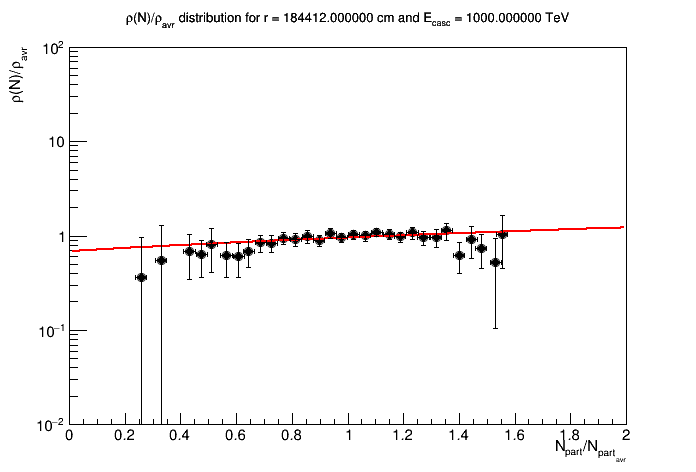 ρ(N)/ρavr distribution for r = 184412.000000 cm and Ecasc = 1000.000000 TeV
ρ(N)/ρavr
10²
10
1
10⁻¹
10⁻²
0 0.2 0.4 0.6 0.8 1 1.2 1.4 1.6 1.8 2
Npart/Npartavr